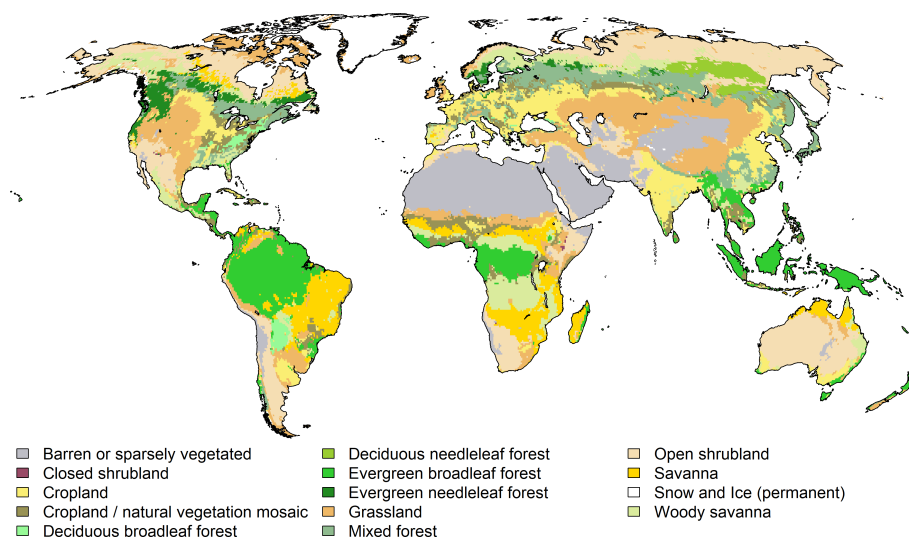 Barren or sparsely vegetated
Closed shrubland
Cropland
Cropland / natural vegetation mosaic
Deciduous broadleaf forest
Deciduous needleleaf forest
Evergreen broadleaf forest
Evergreen needleleaf forest
Grassland
Mixed forest
Open shrubland
Savanna
Snow and Ice (permanent)
Woody savanna